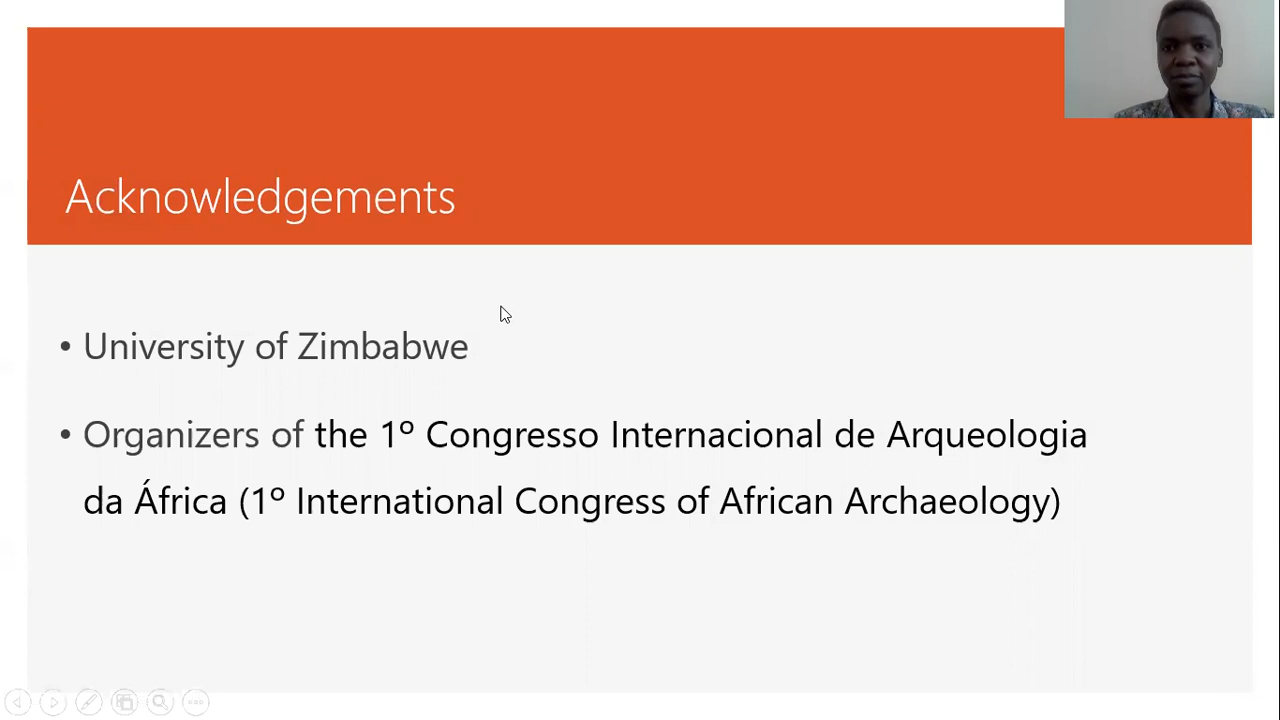 Acknowledgements
• University of Zimbabwe
• Organizers of the 1º Congresso Internacional de Arqueologia
da África (1º International Congress of African Archaeology)